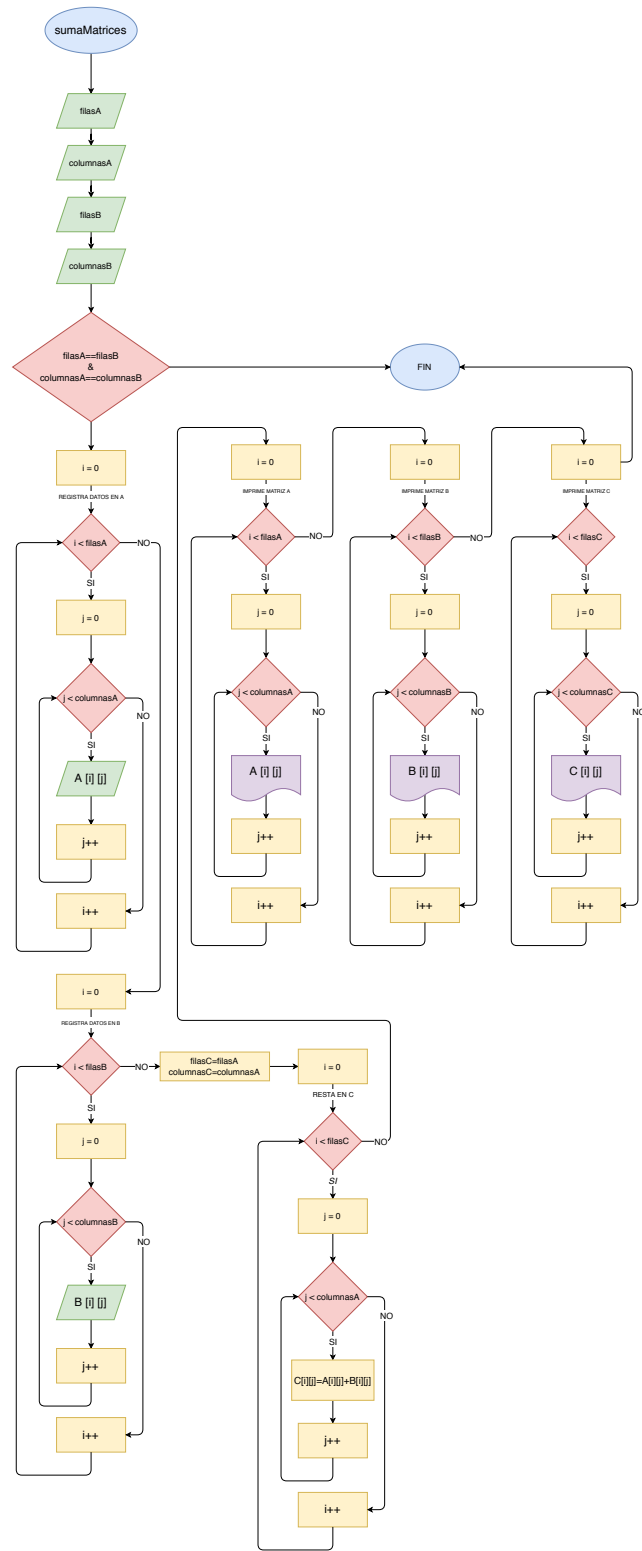 sumaMatrices
filasA
columnasA
filasB
columnasB
filasA==filasB
&
columnasA==columnasB
FIN
i = 0
REGISTRA DATOS EN A
i < filasA
NO
SI
j = 0
j < columnasA
NO
SI
A [i] [j]
j++
i++
i = 0
IMPRIME MATRIZ A
i < filasA
NO
SI
j = 0
j < columnasA
NO
SI
A [i] [j]
j++
i++
i = 0
IMPRIME MATRIZ B
i < filasB
NO
SI
j = 0
j < columnasB
NO
SI
B [i] [j]
j++
i++
i = 0
IMPRIME MATRIZ C
i < filasC
SI
j = 0
j < columnasC
NO
SI
C [i] [j]
j++
i++
i = 0
REGISTRA DATOS EN B
i < filasB
NO
SI
j = 0
j < columnasB
NO
SI
B [i] [j]
j++
i++
filasC=filasA
columnasC=columnasA
i = 0
RESTA EN C
i < filasC
NO
SI
j = 0
j < columnasA
NO
SI
C[i][j]=A[i][j]+B[i][j]
j++
i++